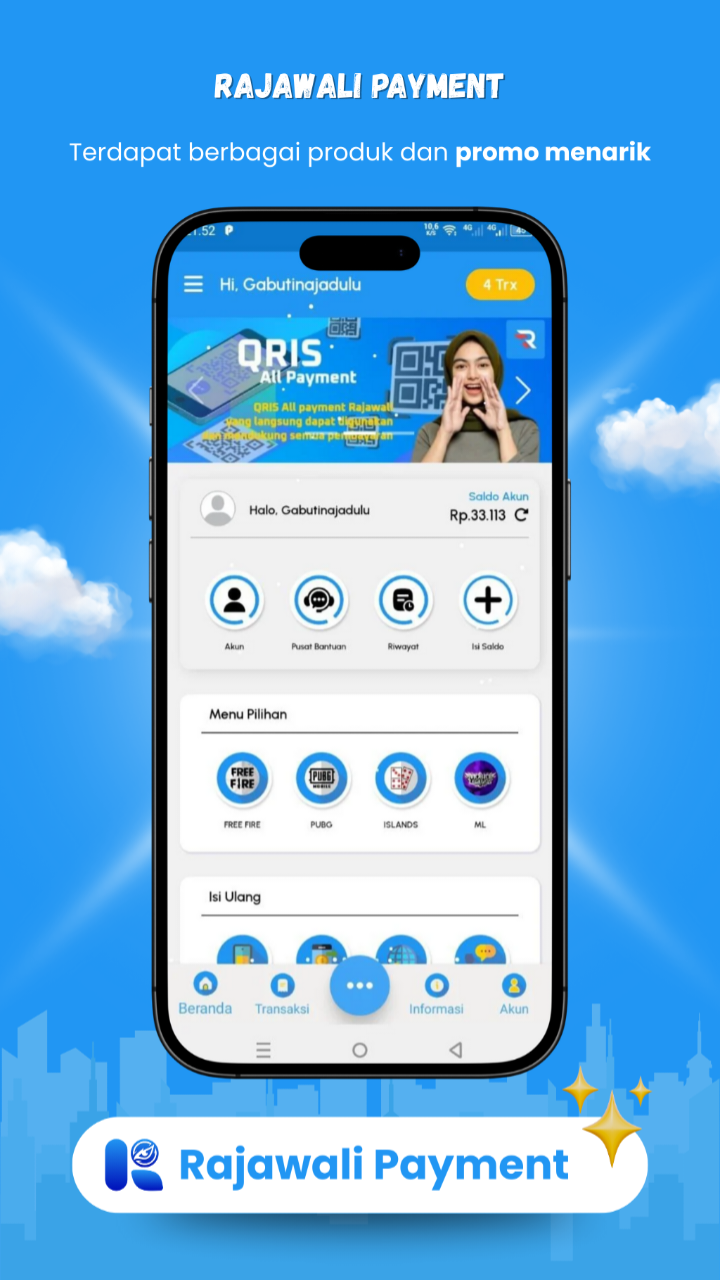 RAJAWALI PAYMENT
Terdapat berbagai produk dan promo menarik
.52 P 10,6 K/S 4G 4G
Hi, Gabutinajadulu
4 Trx
QRIS
All Payment
QRIS All payment Rajawali
yang langsung dapat digunakan
dan mendukung semua pembayaran
R
Saldo Akun
Halo, Gabutinajadulu
Rp.33.113
Akun Pusat Bantuan Riwayat Isi Saldo
Menu Pilihan
FREE FIRE
PUBG MOBILE
FREE FIRE PUBG ISLANDS ML
Isi Ulang
Beranda Transaksi Informasi Akun
Rajawali Payment